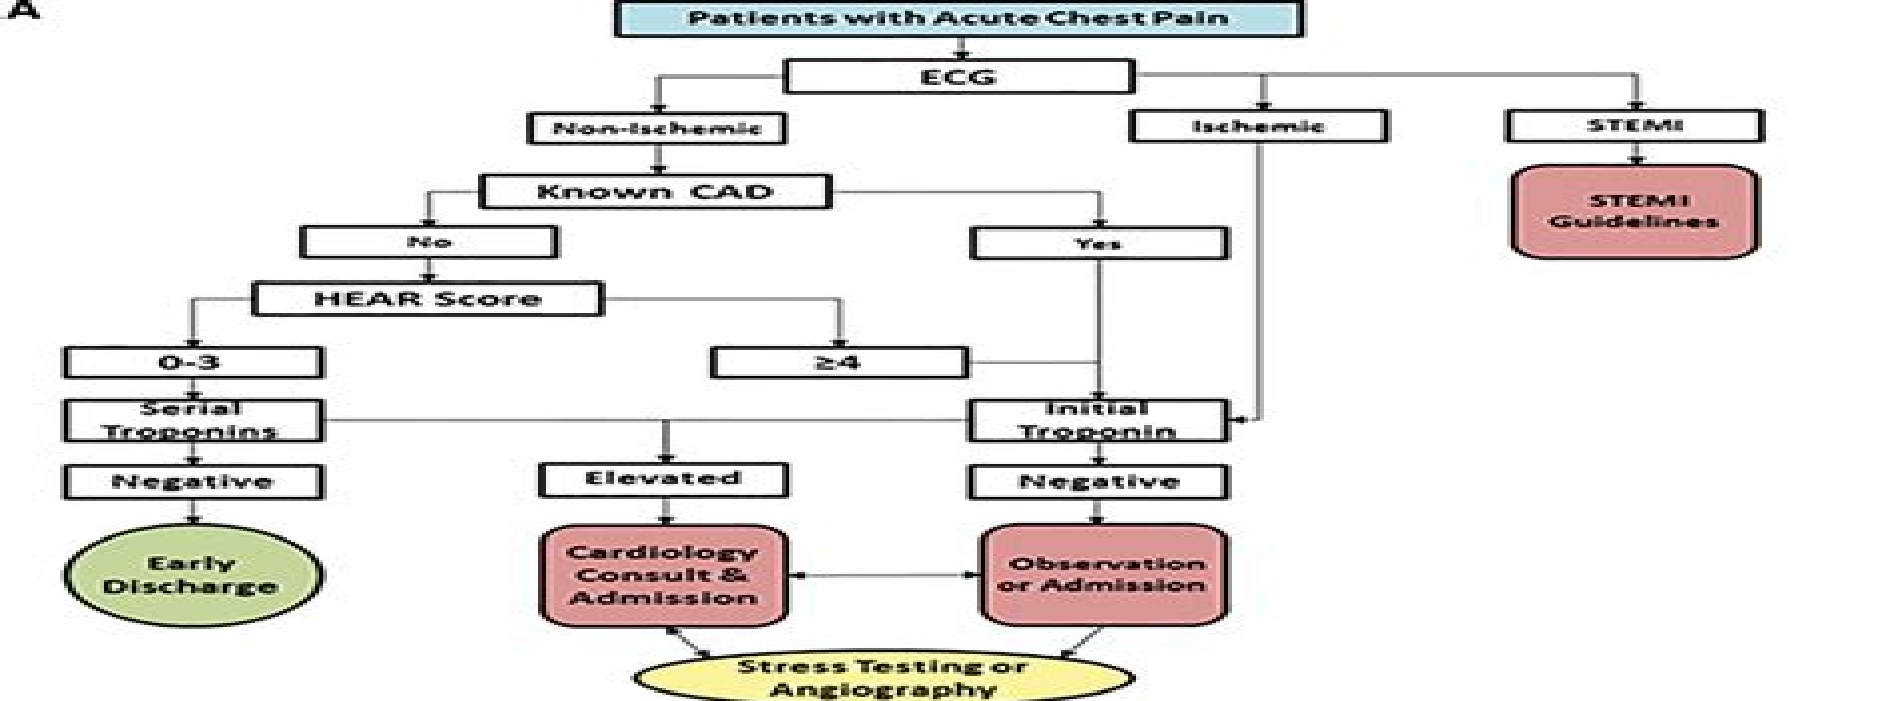 A
Patients with Acute Chest Pain
ECG
Non-Ischemic
Ischemic
STEMI
Known CAD
STEMI
Guidelines
No
Yes
HEAR Score
0-3
≥4
Serial
Troponins
Initial
Troponin
Negative
Elevated
Negative
Early
Discharge
Cardiology
Consult &
Admission
Observation
or Admission
Stress Testing or
Angiography